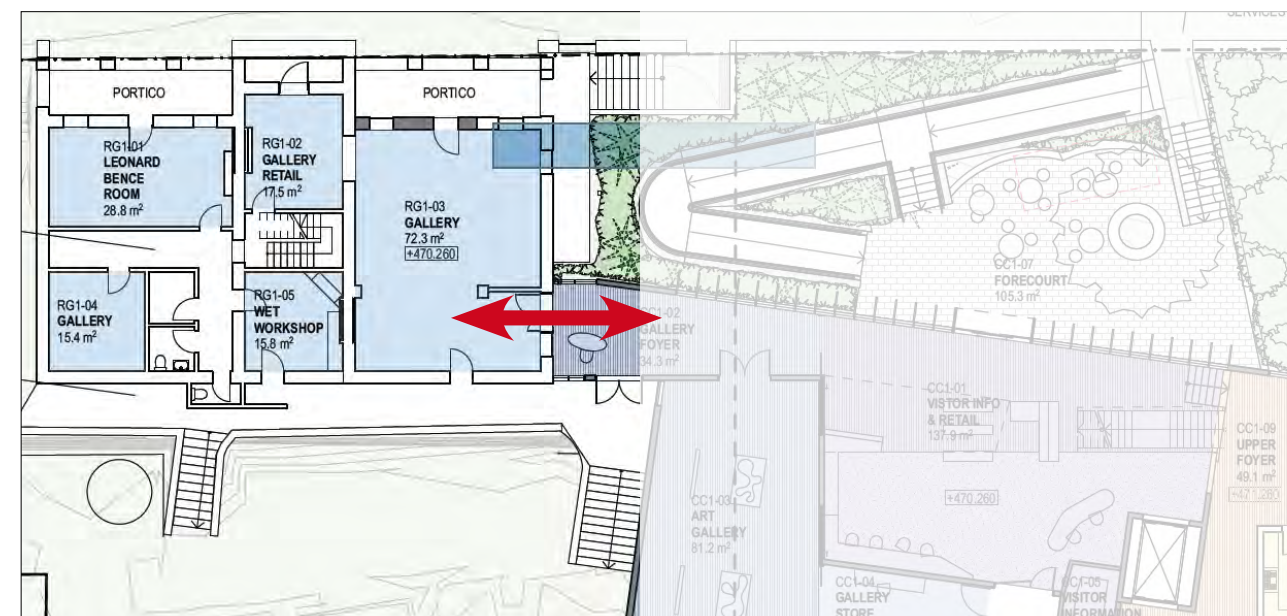 SERVICES
PORTICO
PORTICO
RG1-01
LEONARD
BENCE
ROOM
28.8 m²
RG1-02
GALLERY
RETAIL
17.5 m²
RG1-03
GALLERY
72.3 m²
+470.260
RG1-04
GALLERY
15.4 m²
RG1-05
WET
WORKSHOP
15.8 m²
CC1-07
FORECOURT
105.3 m²
CC1-02
GALLERY
FOYER
34.3 m²
CC1-01
VISTOR INFO
& RETAIL
137.9 m²
CC1-09
UPPER
FOYER
49.1 m²
+471.260
+470.260
CC1-03
ART
GALLERY
81.2 m²
CC1-04
GALLERY
STORE
CC1-05
VISITOR
INFORMATION